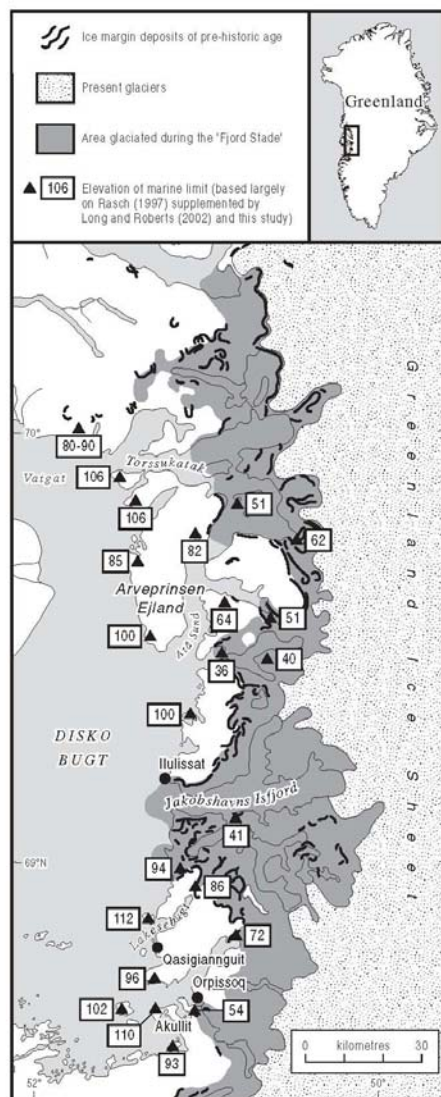 Ice margin deposits of pre-historic age
Present glaciers
Area glaciated during the 'Fjord Stade'
106
Elevation of marine limit (based largely
on Rasch (1997) supplemented by
Long and Roberts (2002) and this study)
Greenland
Greenland Ice Sheet
70°
80-90
Torssukatak
Vaigat
106
106
51
62
82
85
Arveprinsen
Ejland
64
51
100
Atâ Sund
36
40
100
DISKO
BUGT
Ilulissat
Jakobshavns Isfjord
41
69°N
94
86
112
Laksebugt
72
Qasigiannguit
96
Orpissoq
102
54
Akullit
110
93
0 kilometres 30
52°
50°